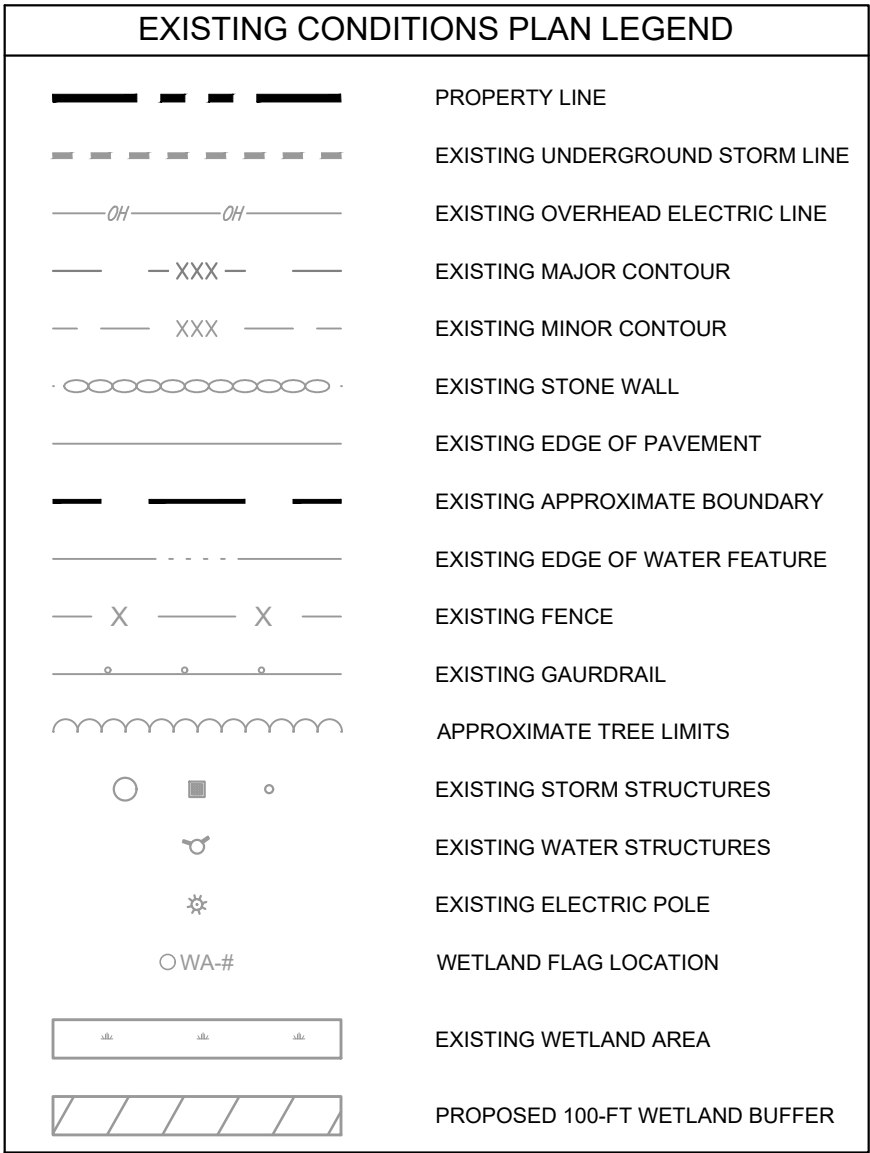 EXISTING CONDITIONS PLAN LEGEND
PROPERTY LINE
EXISTING UNDERGROUND STORM LINE
OH OH EXISTING OVERHEAD ELECTRIC LINE
XXX EXISTING MAJOR CONTOUR
XXX EXISTING MINOR CONTOUR
EXISTING STONE WALL
EXISTING EDGE OF PAVEMENT
EXISTING APPROXIMATE BOUNDARY
EXISTING EDGE OF WATER FEATURE
X X EXISTING FENCE
EXISTING GAURDRAIL
APPROXIMATE TREE LIMITS
EXISTING STORM STRUCTURES
EXISTING WATER STRUCTURES
EXISTING ELECTRIC POLE
WA-# WETLAND FLAG LOCATION
EXISTING WETLAND AREA
PROPOSED 100-FT WETLAND BUFFER